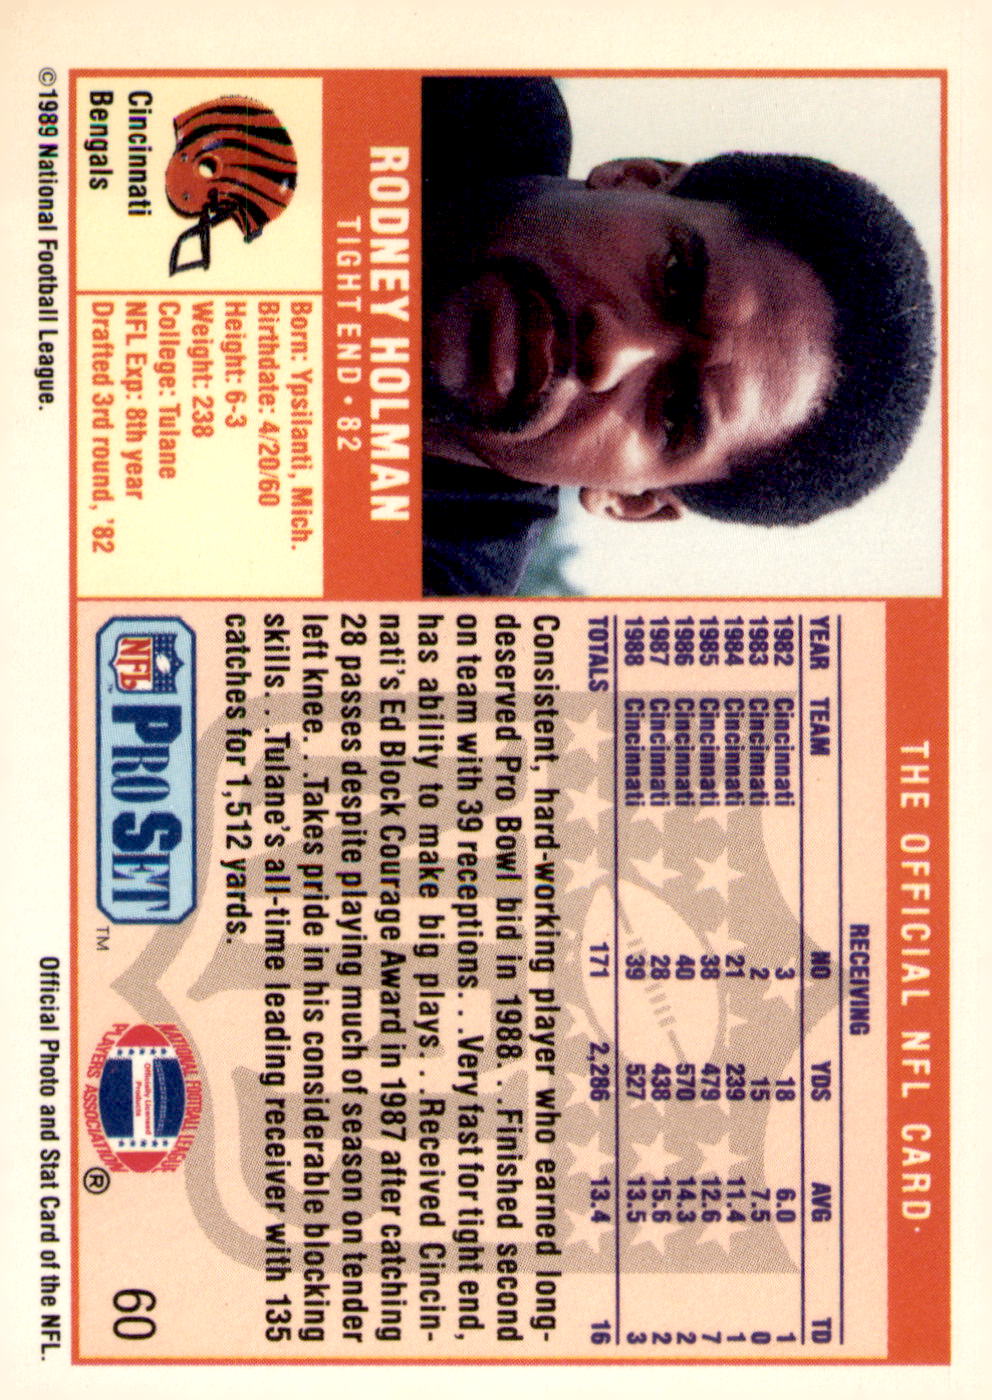 THE OFFICIAL NFL CARD.
RODNEY HOLMAN
TIGHT END • 82
Cincinnati
Bengals
Born: Ypsilanti, Mich.
Birthdate: 4/20/60
Height: 6-3
Weight: 238
College: Tulane
NFL Exp: 8th year
Drafted 3rd round, '82
RECEIVING
YEAR TEAM NO YDS AVG TD
1982 Cincinnati 3 18 6.0 1
1983 Cincinnati 2 15 7.5 0
1984 Cincinnati 21 239 11.4 1
1985 Cincinnati 38 479 12.6 7
1986 Cincinnati 40 570 14.3 2
1987 Cincinnati 28 438 15.6 2
1988 Cincinnati 39 527 13.5 3
TOTALS 171 2,286 13.4 16
Consistent, hard-working player who earned long-
deserved Pro Bowl bid in 1988. . .Finished second
on team with 39 receptions. . .Very fast for tight end,
has ability to make big plays. . .Received Cincin-
nati's Ed Block Courage Award in 1987 after catching
28 passes despite playing much of season on tender
left knee. . .Takes pride in his considerable blocking
skills. . .Tulane's all-time leading receiver with 135
catches for 1,512 yards.
NFL PRO SET TM
NATIONAL FOOTBALL LEAGUE
Officially Licensed
Products
PLAYERS ASSOCIATION ®
60
©1989 National Football League.
Official Photo and Stat Card of the NFL.